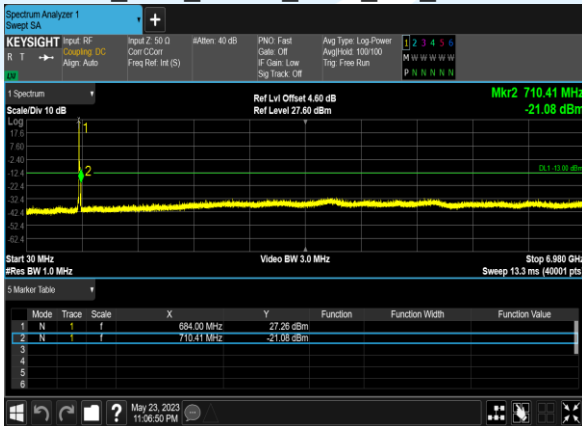 Spectrum Analyzer 1
Swept SA
KEYSIGHT
R T
LXI
Input: RF
Coupling: DC
Align: Auto
Input Z: 50 Ω
Corr CCorr
Freq Ref: Int (S)
#Atten: 40 dB
PNO: Fast
Gate: Off
IF Gain: Low
Sig Track: Off
Avg Type: Log-Power
Avg|Hold: 100/100
Trig: Free Run
1 2 3 4 5 6
M W W W W W
P N N N N N
1 Spectrum
Scale/Div 10 dB
Ref Lvl Offset 4.60 dB
Ref Level 27.60 dBm
Mkr2 710.41 MHz
-21.08 dBm
Log
17.6
7.60
-2.40
-12.4
-22.4
-32.4
-42.4
-52.4
-62.4
1
2
DL1 -13.00 dBm
Start 30 MHz
#Res BW 1.0 MHz
Video BW 3.0 MHz
Stop 6.980 GHz
Sweep 13.3 ms (40001 pts)
5 Marker Table
Mode Trace Scale X Y Function Function Width Function Value
1 N 1 f 684.00 MHz 27.26 dBm
2 N 1 f 710.41 MHz -21.08 dBm
3
4
5
6
? May 23, 2023
11:06:50 PM